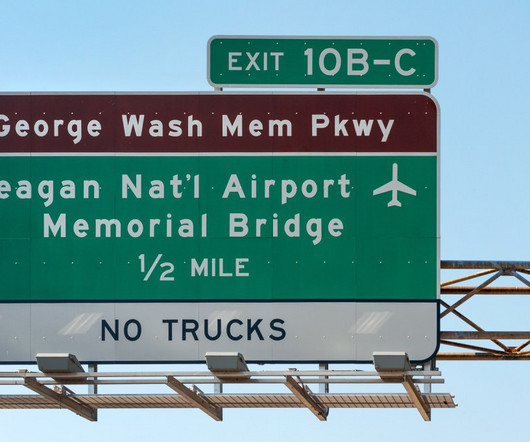 EXIT 10B-C
George Wash Mem Pkwy
eagan Nat'l Airport
Memorial Bridge
1/2 MILE
NO TRUCKS